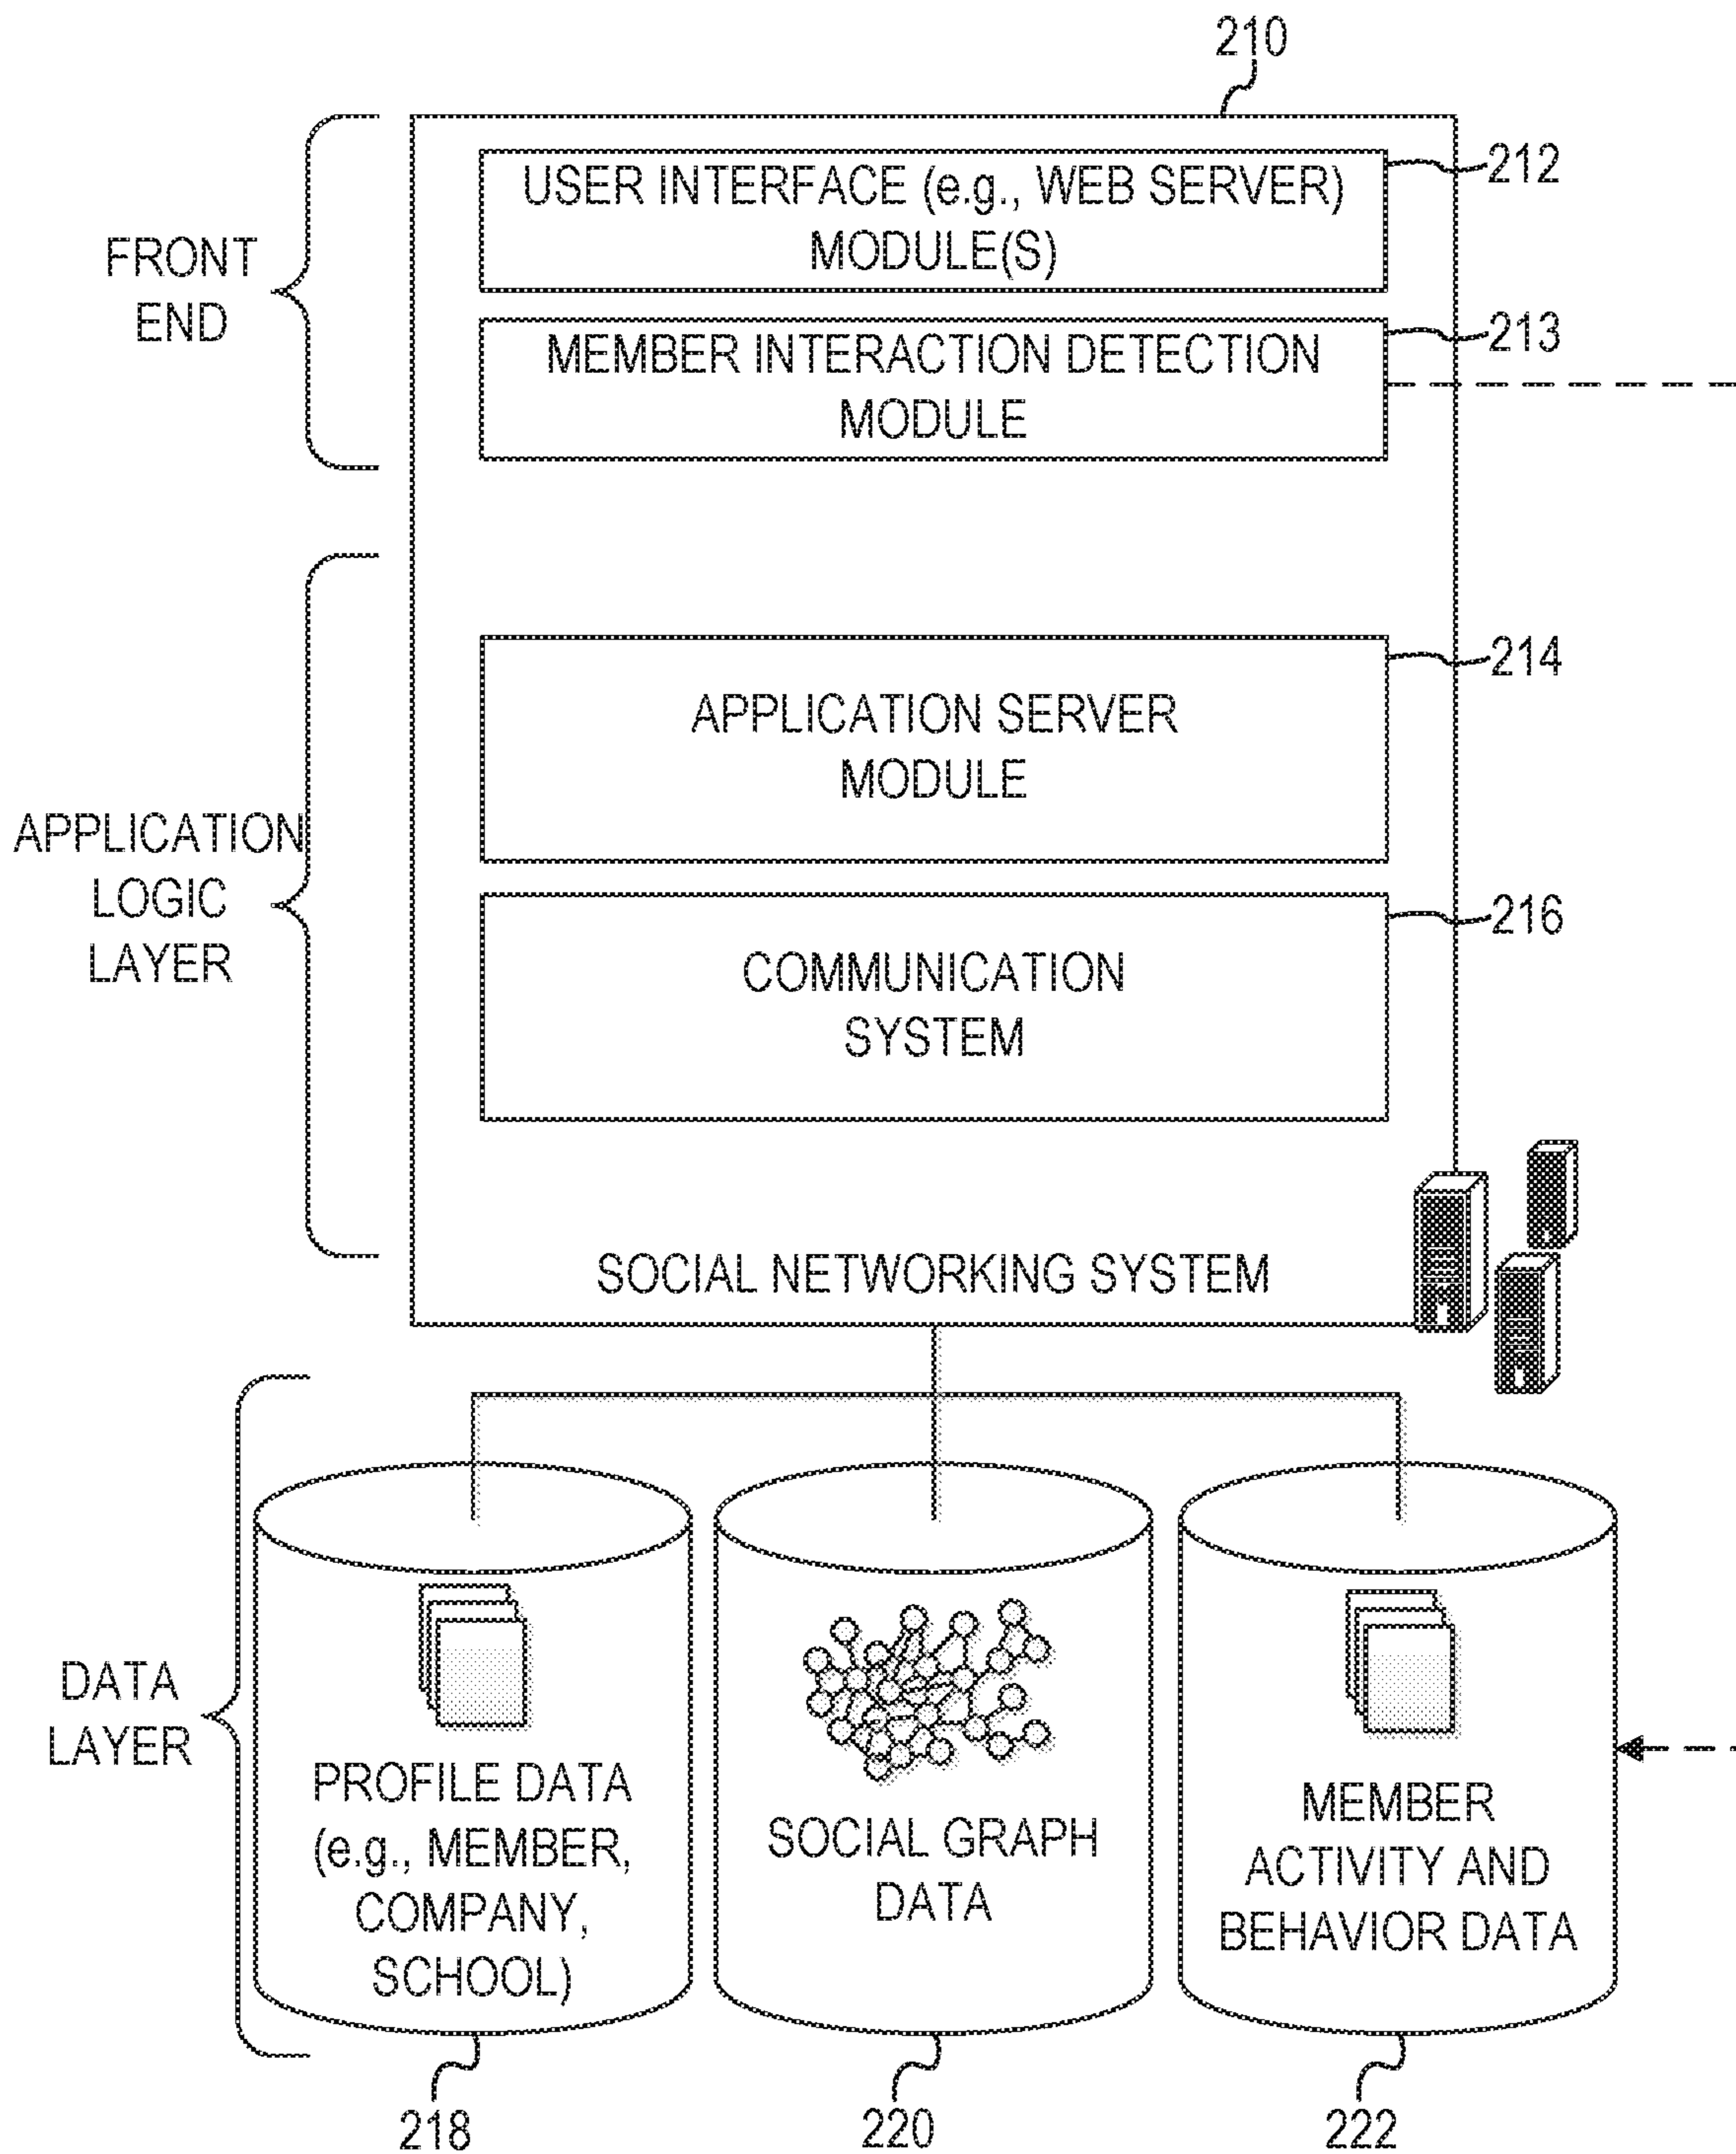 210
USER INTERFACE (e.g., WEB SERVER)
MODULE(S)
212
FRONT
END
MEMBER INTERACTION DETECTION
MODULE
213
APPLICATION SERVER
MODULE
214
APPLICATION
LOGIC
LAYER
COMMUNICATION
SYSTEM
216
SOCIAL NETWORKING SYSTEM
DATA
LAYER
PROFILE DATA
(e.g., MEMBER,
COMPANY,
SCHOOL)
SOCIAL GRAPH
DATA
MEMBER
ACTIVITY AND
BEHAVIOR DATA
218
220
222